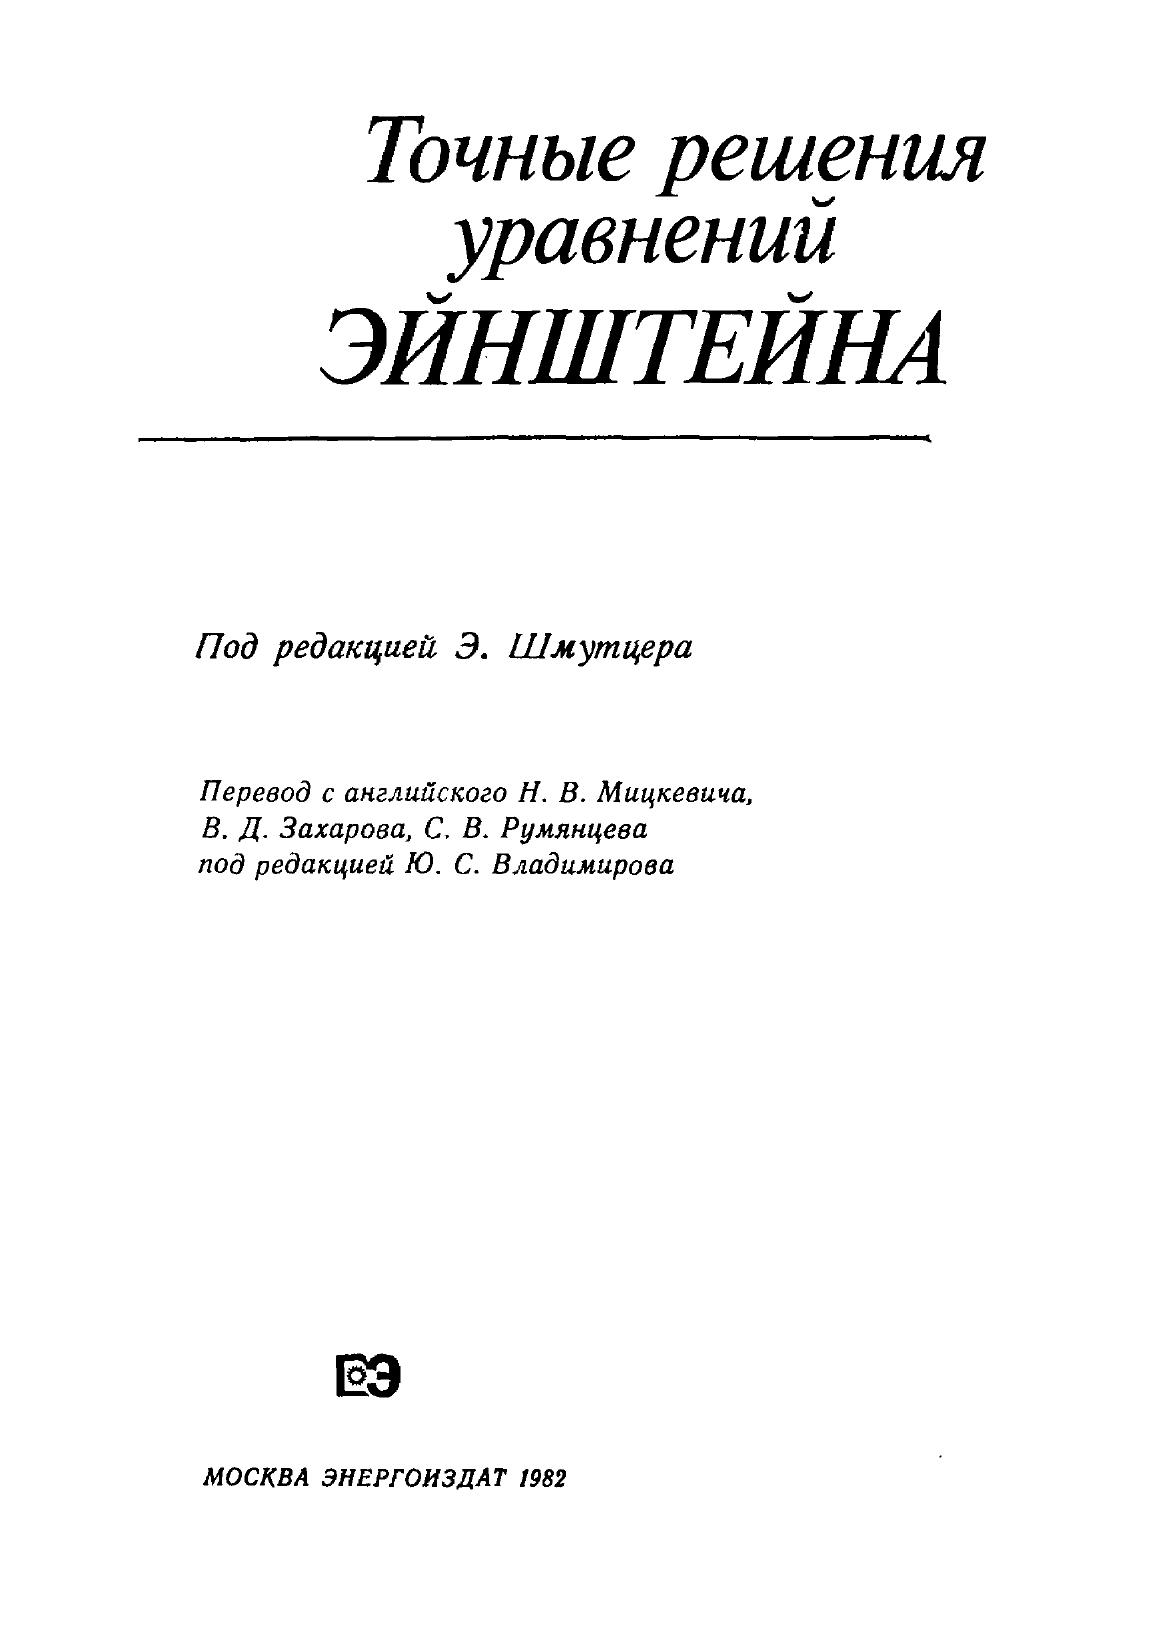 Точные решения
уравнений
ЭЙНШТЕЙНА
Под редакцией Э. Шмутцера
Перевод с английского Н. В. Мицкевича,
В. Д. Захарова, С. В. Румянцева
под редакцией Ю. С. Владимирова
МОСКВА ЭНЕРГОИЗДАТ 1982